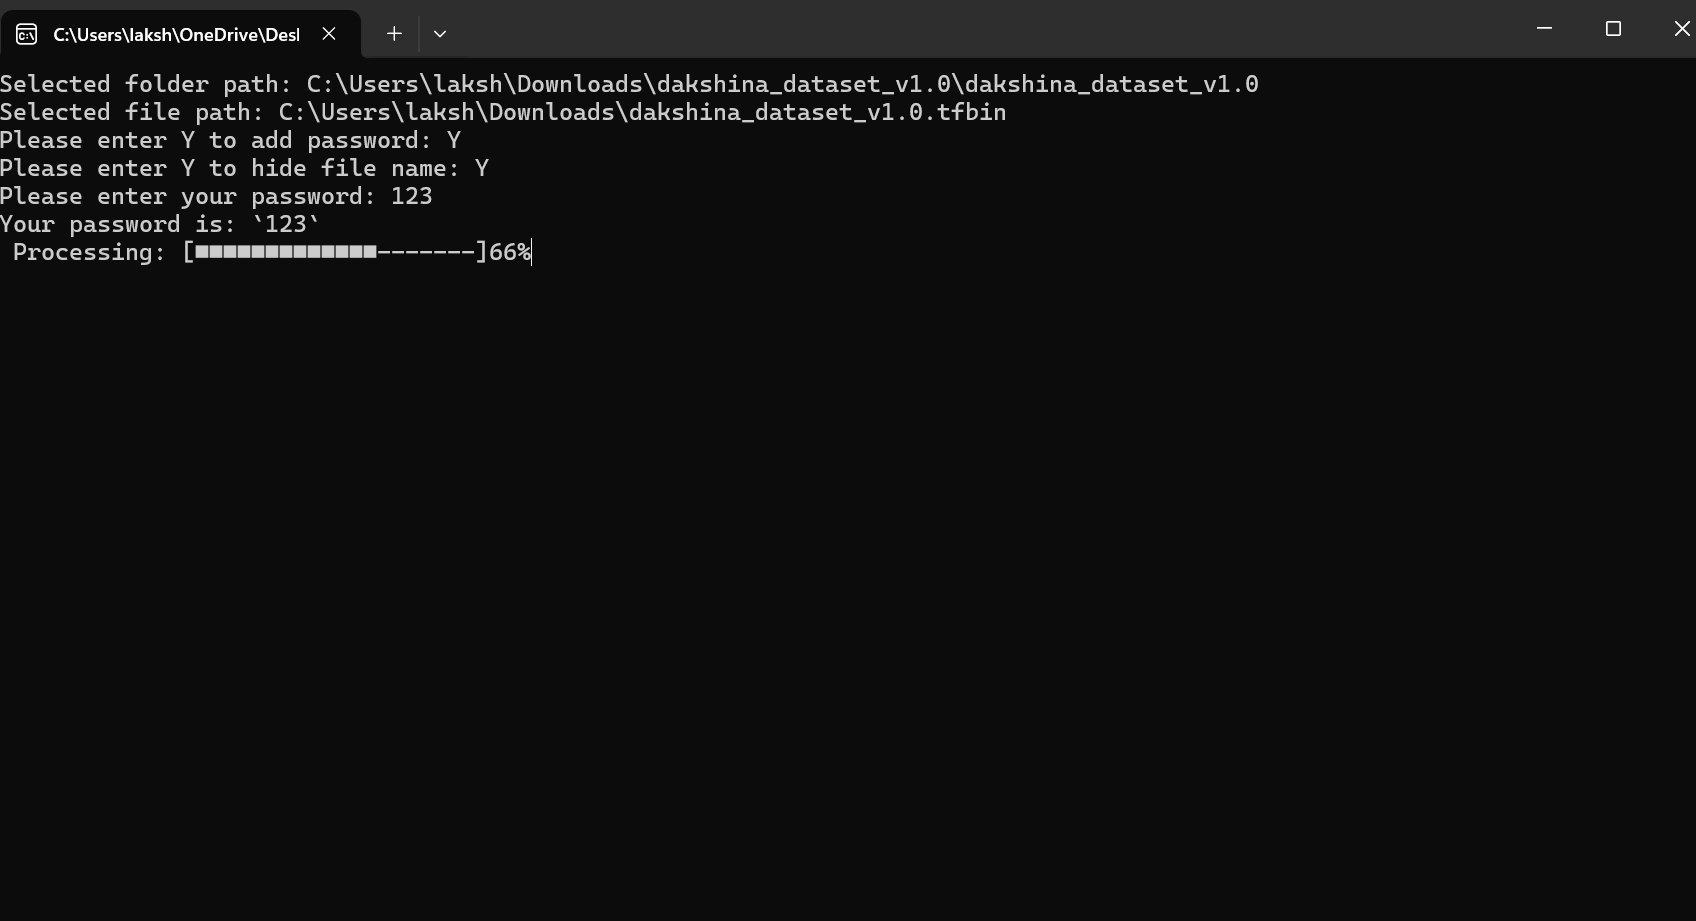 C:\Users\laksh\OneDrive\Desl
Selected folder path: C:\Users\laksh\Downloads\dakshina_dataset_v1.0\dakshina_dataset_v1.0
Selected file path: C:\Users\laksh\Downloads\dakshina_dataset_v1.0.tfbin
Please enter Y to add password: Y
Please enter Y to hide file name: Y
Please enter your password: 123
Your password is: `123`
Processing: [■■■■■■■■■■■■■-------]66%